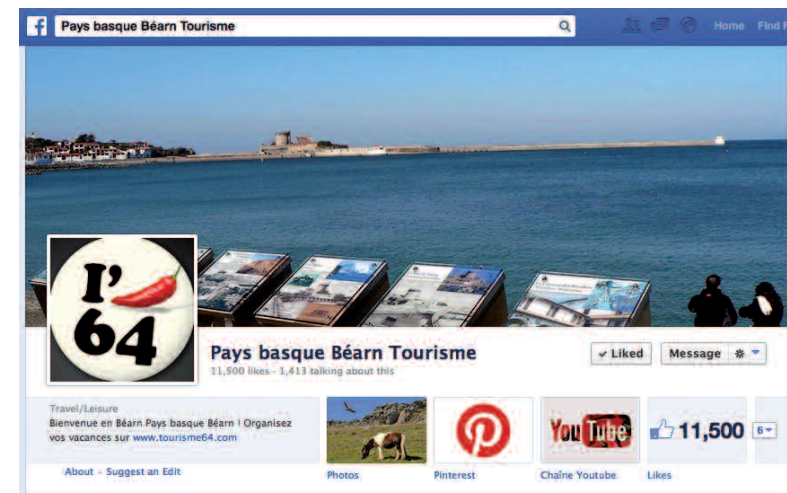 f Pays basque Béarn Tourisme
Home Find F
I'
64
Pays basque Béarn Tourisme
11,500 likes · 1,413 talking about this
✓ Liked Message
Travel/Leisure
Bienvenue en Béarn Pays basque Béarn ! Organisez
vos vacances sur www.tourisme64.com
About - Suggest an Edit
You Tube
11,500
6
Photos Pinterest Chaîne Youtube Likes